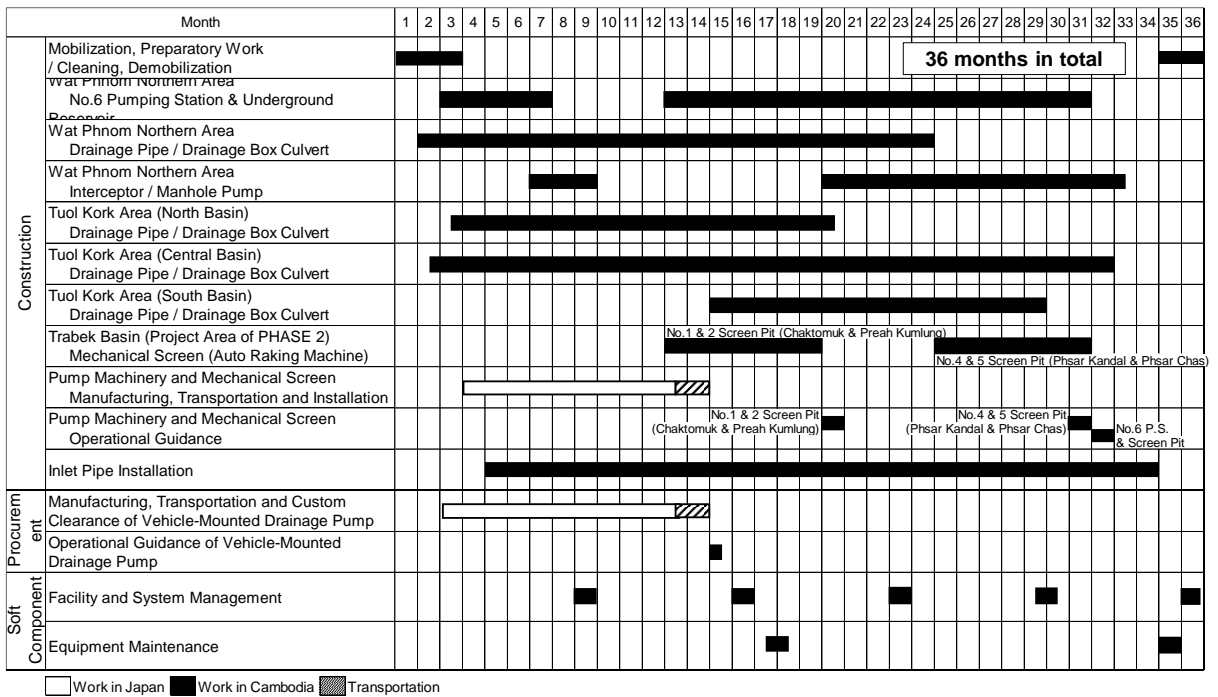 Month 1 2 3 4 5 6 7 8 9 10 11 12 13 14 15 16 17 18 19 20 21 22 23 24 25 26 27 28 29 30 31 32 33 34 35 36
Construction
Mobilization, Preparatory Work
/ Cleaning, Demobilization
36 months in total
Wat Phnom Northern Area
No.6 Pumping Station & Underground
Reservoir
Wat Phnom Northern Area
Drainage Pipe / Drainage Box Culvert
Wat Phnom Northern Area
Interceptor / Manhole Pump
Tuol Kork Area (North Basin)
Drainage Pipe / Drainage Box Culvert
Tuol Kork Area (Central Basin)
Drainage Pipe / Drainage Box Culvert
Tuol Kork Area (South Basin)
Drainage Pipe / Drainage Box Culvert
Trabek Basin (Project Area of PHASE 2)
Mechanical Screen (Auto Raking Machine)
No.1 & 2 Screen Pit (Chaktomuk & Preah Kumlung)
No.4 & 5 Screen Pit (Phsar Kandal & Phsar Chas)
Pump Machinery and Mechanical Screen
Manufacturing, Transportation and Installation
Pump Machinery and Mechanical Screen
Operational Guidance
No.1 & 2 Screen Pit
(Chaktomuk & Preah Kumlung)
No.4 & 5 Screen Pit
(Phsar Kandal & Phsar Chas)
No.6 P.S.
& Screen Pit
Inlet Pipe Installation
Procurem
ent
Manufacturing, Transportation and Custom
Clearance of Vehicle-Mounted Drainage Pump
Operational Guidance of Vehicle-Mounted
Drainage Pump
Soft
Component
Facility and System Management
Equipment Maintenance
Work in Japan Work in Cambodia Transportation